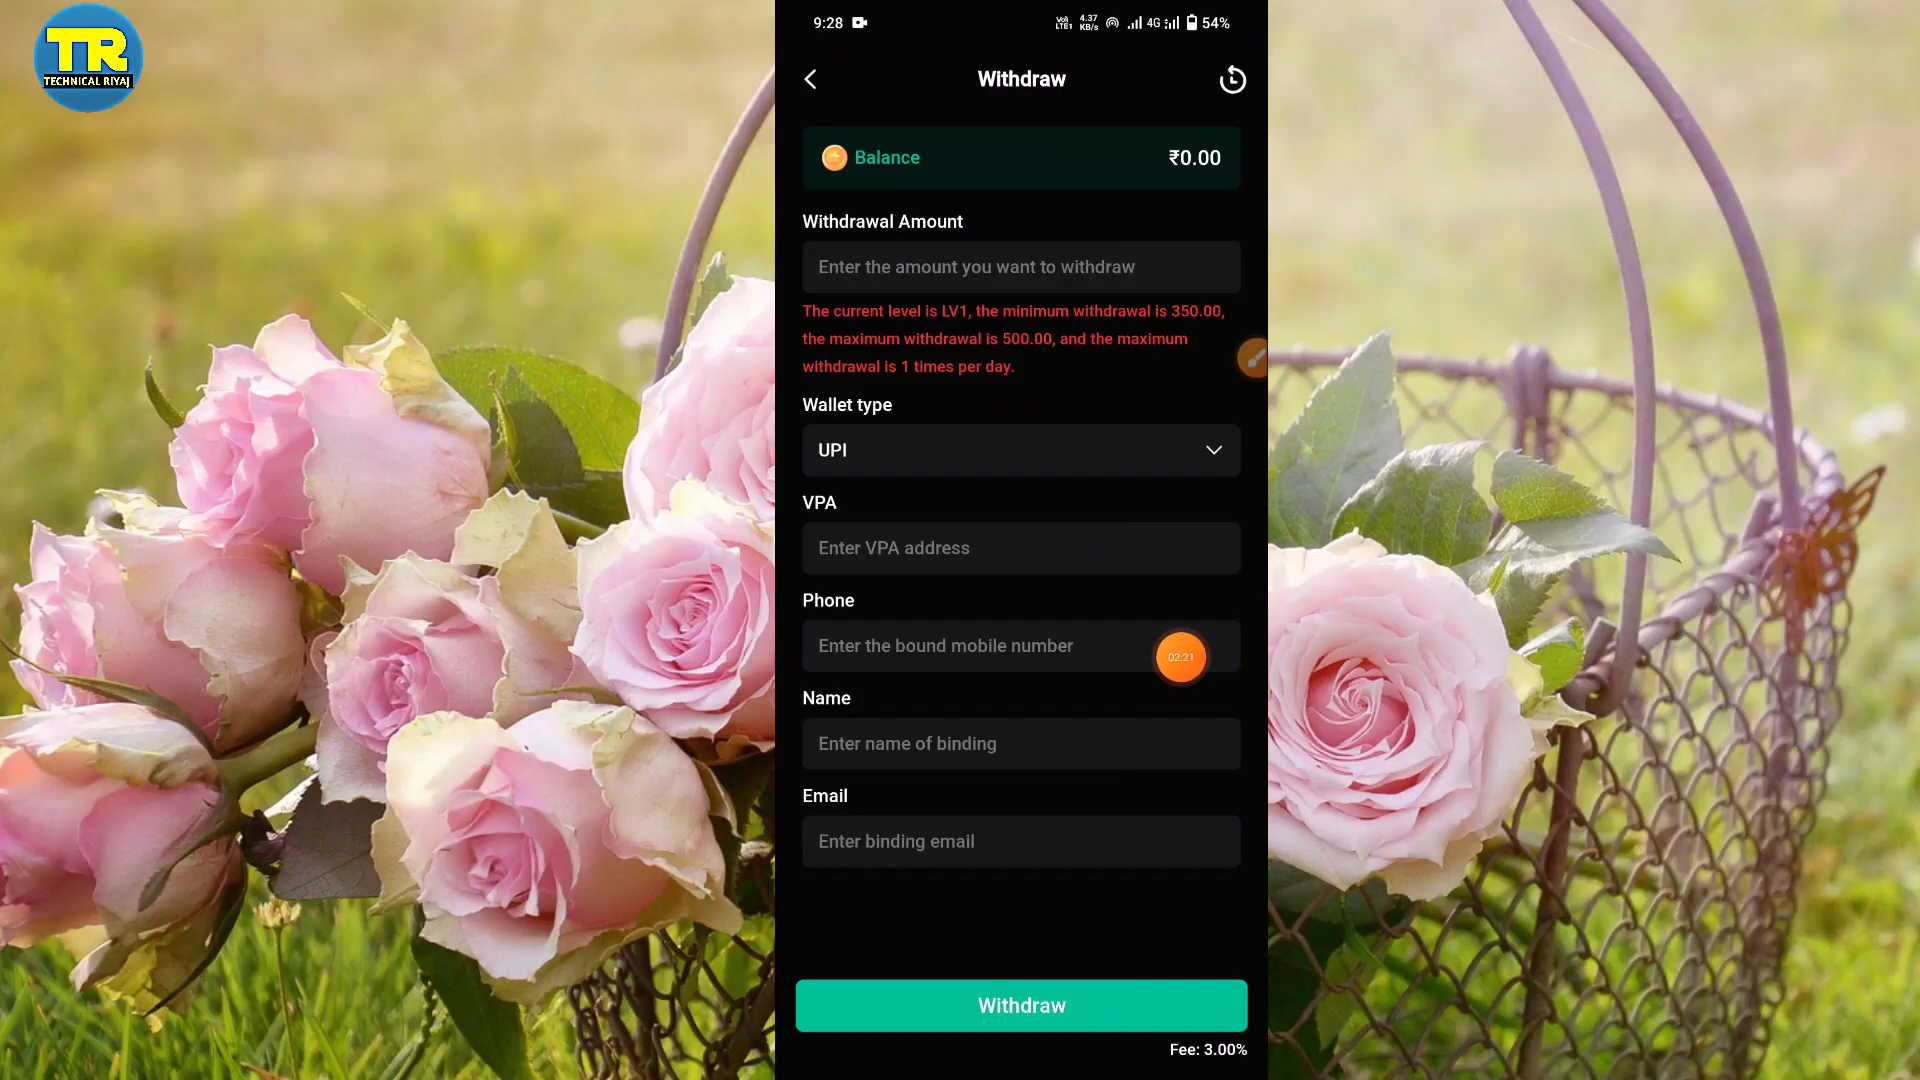 TR
TECHNICAL RIYAJ
9:28
Vo)) LTE1 4.37 KB/s 4G 54%
Withdraw
Balance ₹0.00
Withdrawal Amount
Enter the amount you want to withdraw
The current level is LV1, the minimum withdrawal is 350.00,
the maximum withdrawal is 500.00, and the maximum
withdrawal is 1 times per day.
Wallet type
UPI
VPA
Enter VPA address
Phone
Enter the bound mobile number
02:21
Name
Enter name of binding
Email
Enter binding email
Withdraw
Fee: 3.00%